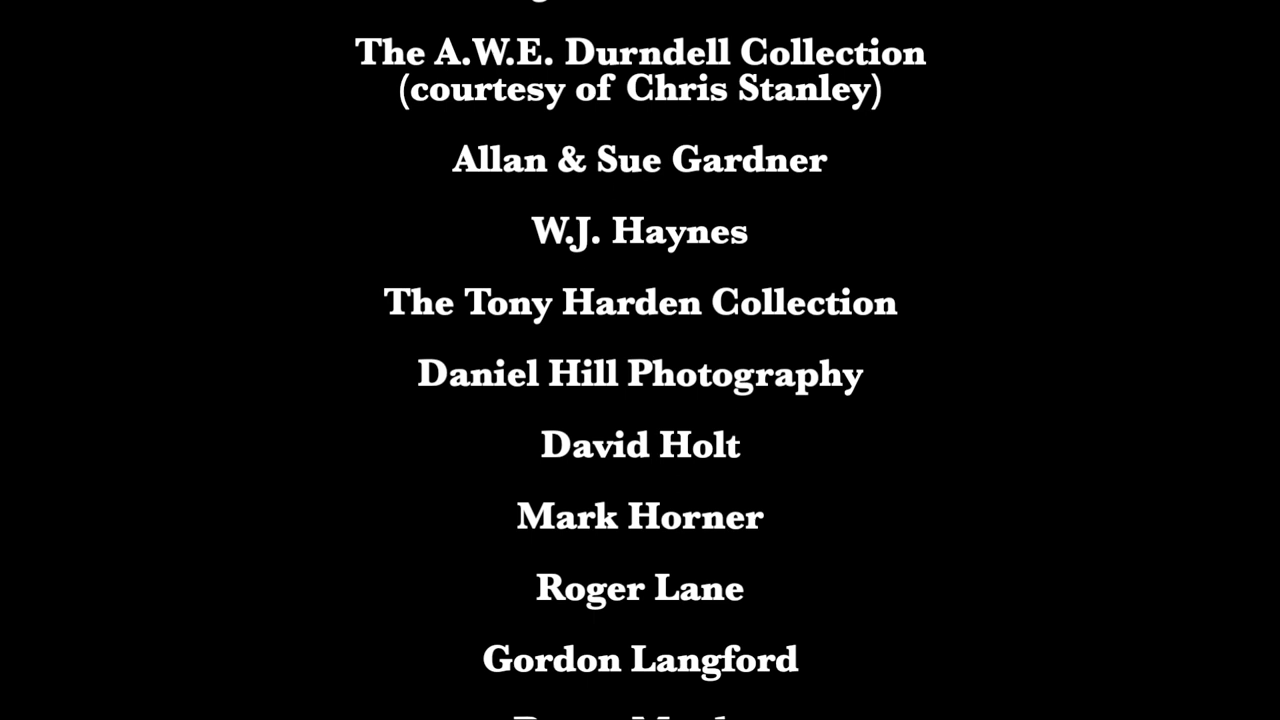 The A.W.E. Durndell Collection
(courtesy of Chris Stanley)
Allan & Sue Gardner
W.J. Haynes
The Tony Harden Collection
Daniel Hill Photography
David Holt
Mark Horner
Roger Lane
Gordon Langford